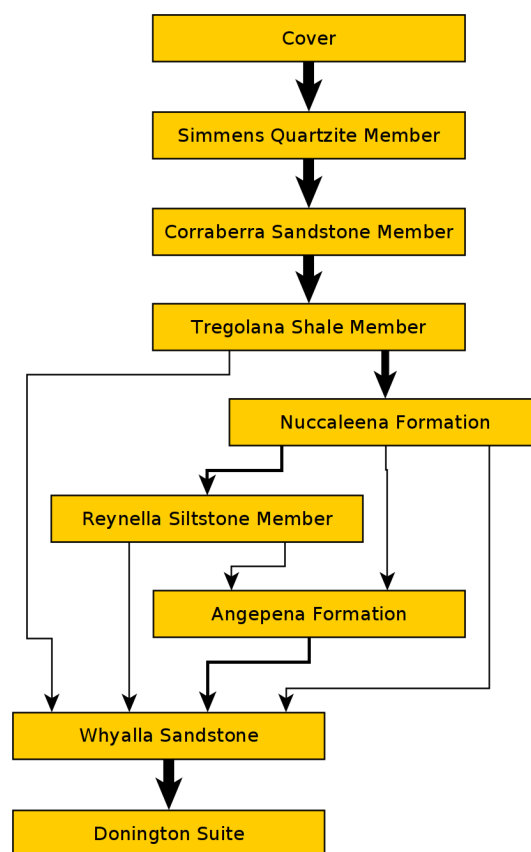 Cover
Simmens Quartzite Member
Corraberra Sandstone Member
Tregolana Shale Member
Nuccaleena Formation
Reynella Siltstone Member
Angepena Formation
Whyalla Sandstone
Donington Suite